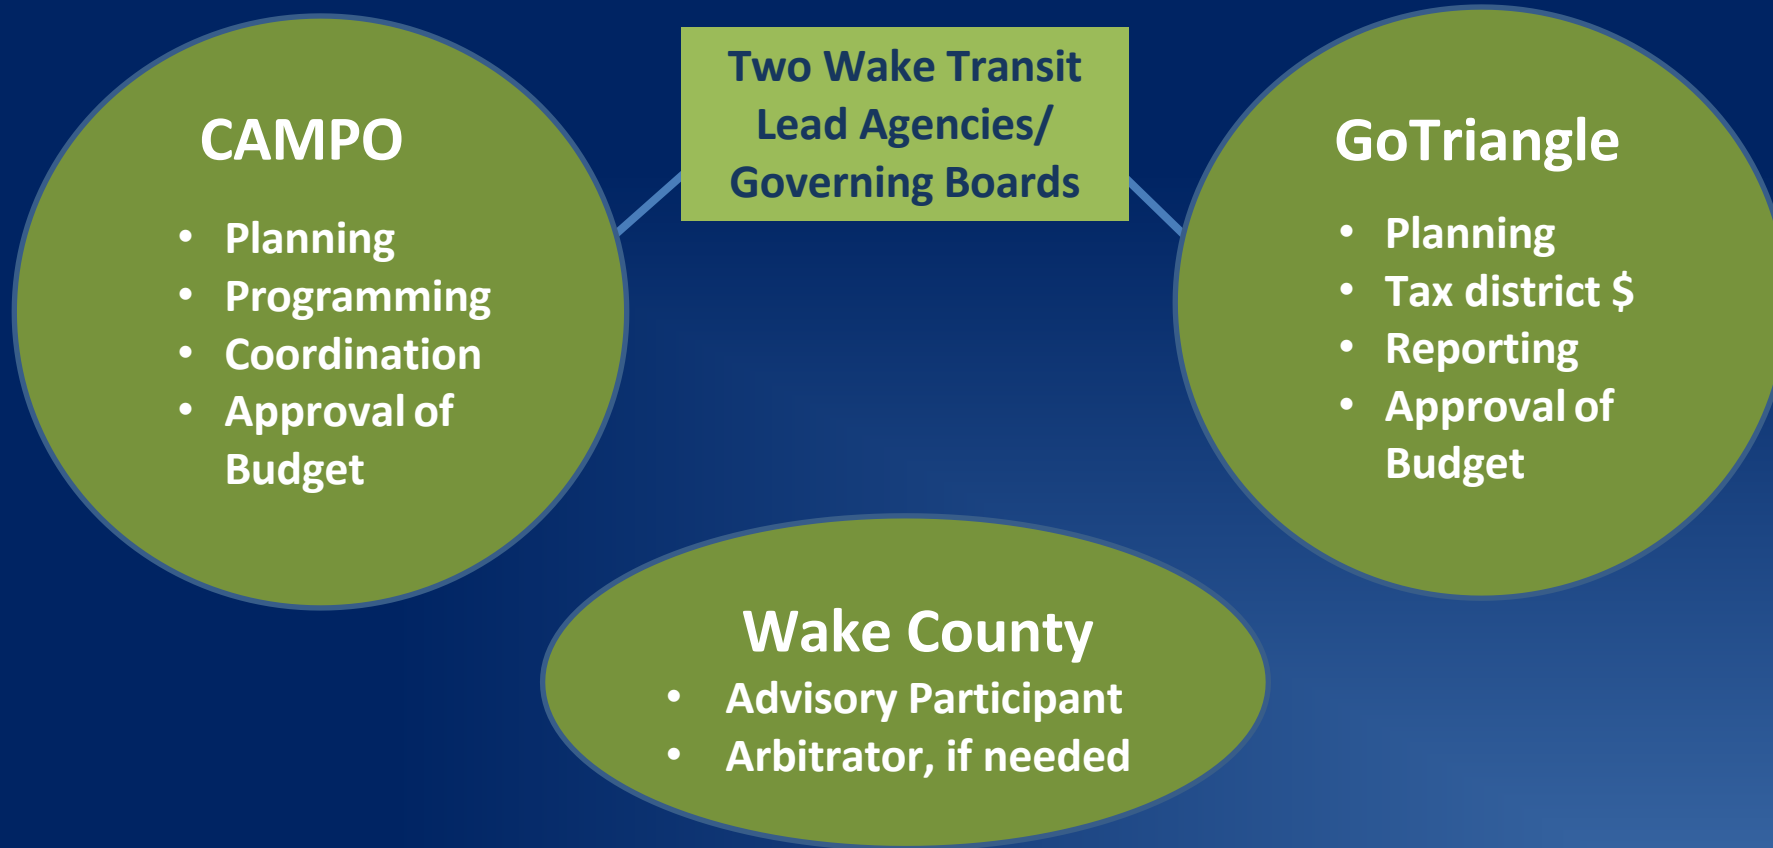 Two Wake Transit
Lead Agencies/
Governing Boards
CAMPO
• Planning
• Programming
• Coordination
• Approval of
Budget
GoTriangle
• Planning
• Tax district $
• Reporting
• Approval of
Budget
Wake County
• Advisory Participant
• Arbitrator, if needed